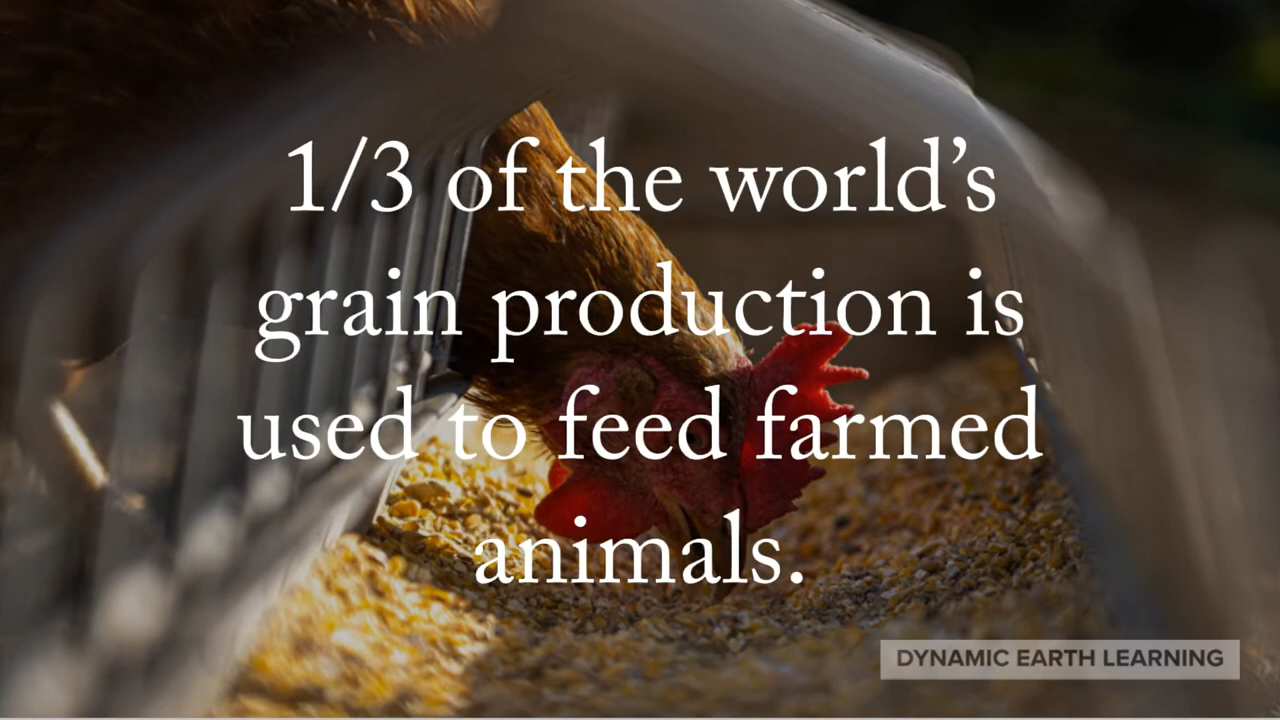 1/3 of the world’s
grain production is
used to feed farmed
animals.
DYNAMIC EARTH LEARNING